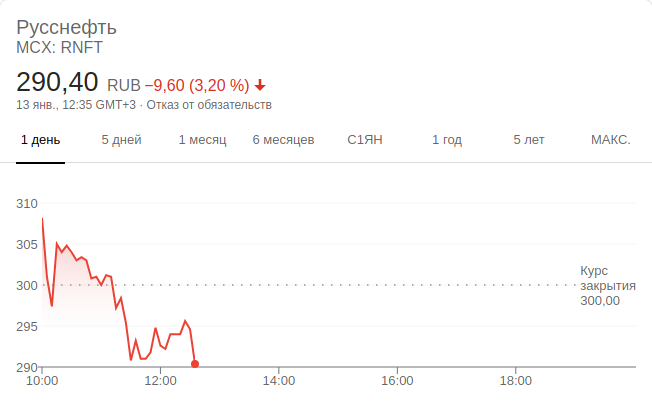 Русснефть
MCX: RNFT
290,40 RUB −9,60 (3,20 %)
13 янв., 12:35 GMT+3 · Отказ от обязательств
1 день 5 дней 1 месяц 6 месяцев С1ЯН 1 год 5 лет МАКС.
310
305
Курс
300 закрытия
300,00
295
290
10:00 12:00 14:00 16:00 18:00